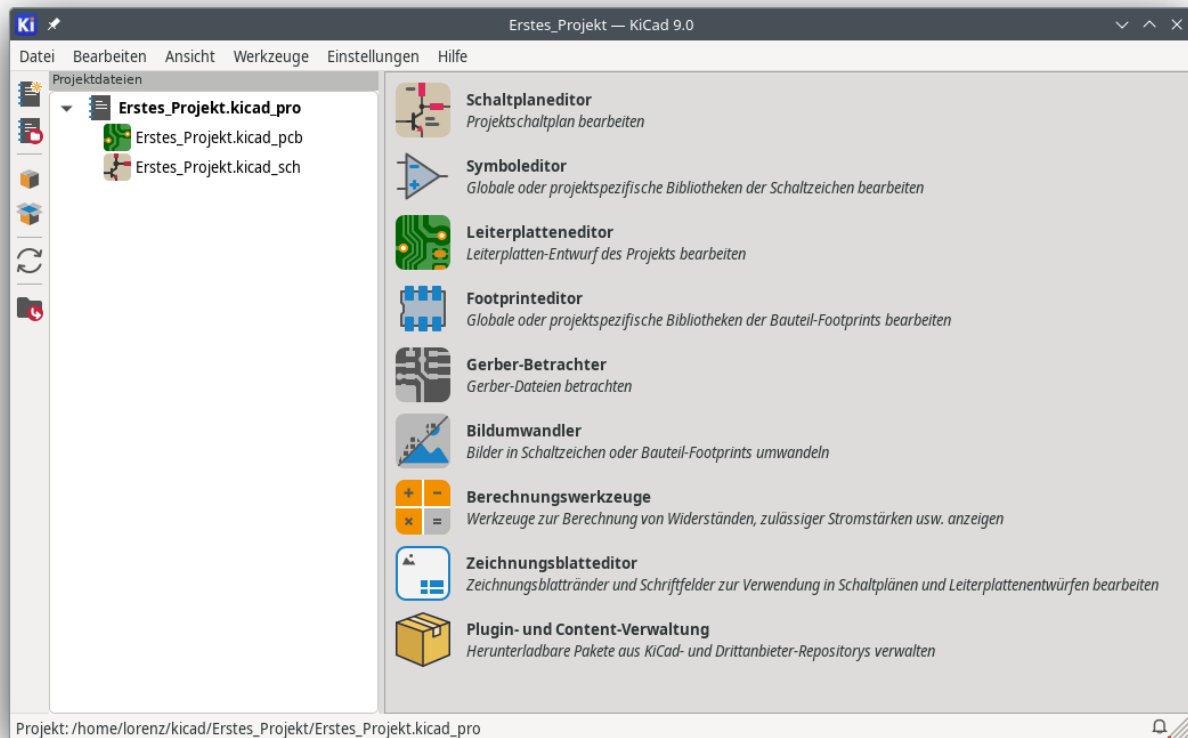 Ki
Erstes_Projekt — KiCad 9.0
Datei Bearbeiten Ansicht Werkzeuge Einstellungen Hilfe
Projektdateien
Erstes_Projekt.kicad_pro
Erstes_Projekt.kicad_pcb
Erstes_Projekt.kicad_sch
Schaltplaneditor
Projektschaltplan bearbeiten
Symboleditor
Globale oder projektspezifische Bibliotheken der Schaltzeichen bearbeiten
Leiterplatteneditor
Leiterplatten-Entwurf des Projekts bearbeiten
Footprinteditor
Globale oder projektspezifische Bibliotheken der Bauteil-Footprints bearbeiten
Gerber-Betrachter
Gerber-Dateien betrachten
Bildumwandler
Bilder in Schaltzeichen oder Bauteil-Footprints umwandeln
Berechnungswerkzeuge
Werkzeuge zur Berechnung von Widerständen, zulässiger Stromstärken usw. anzeigen
Zeichnungsblatteditor
Zeichnungsblattränder und Schriftfelder zur Verwendung in Schaltplänen und Leiterplattenentwürfen bearbeiten
Plugin- und Content-Verwaltung
Herunterladbare Pakete aus KiCad- und Drittanbieter-Repositorys verwalten
Projekt: /home/lorenz/kicad/Erstes_Projekt/Erstes_Projekt.kicad_pro